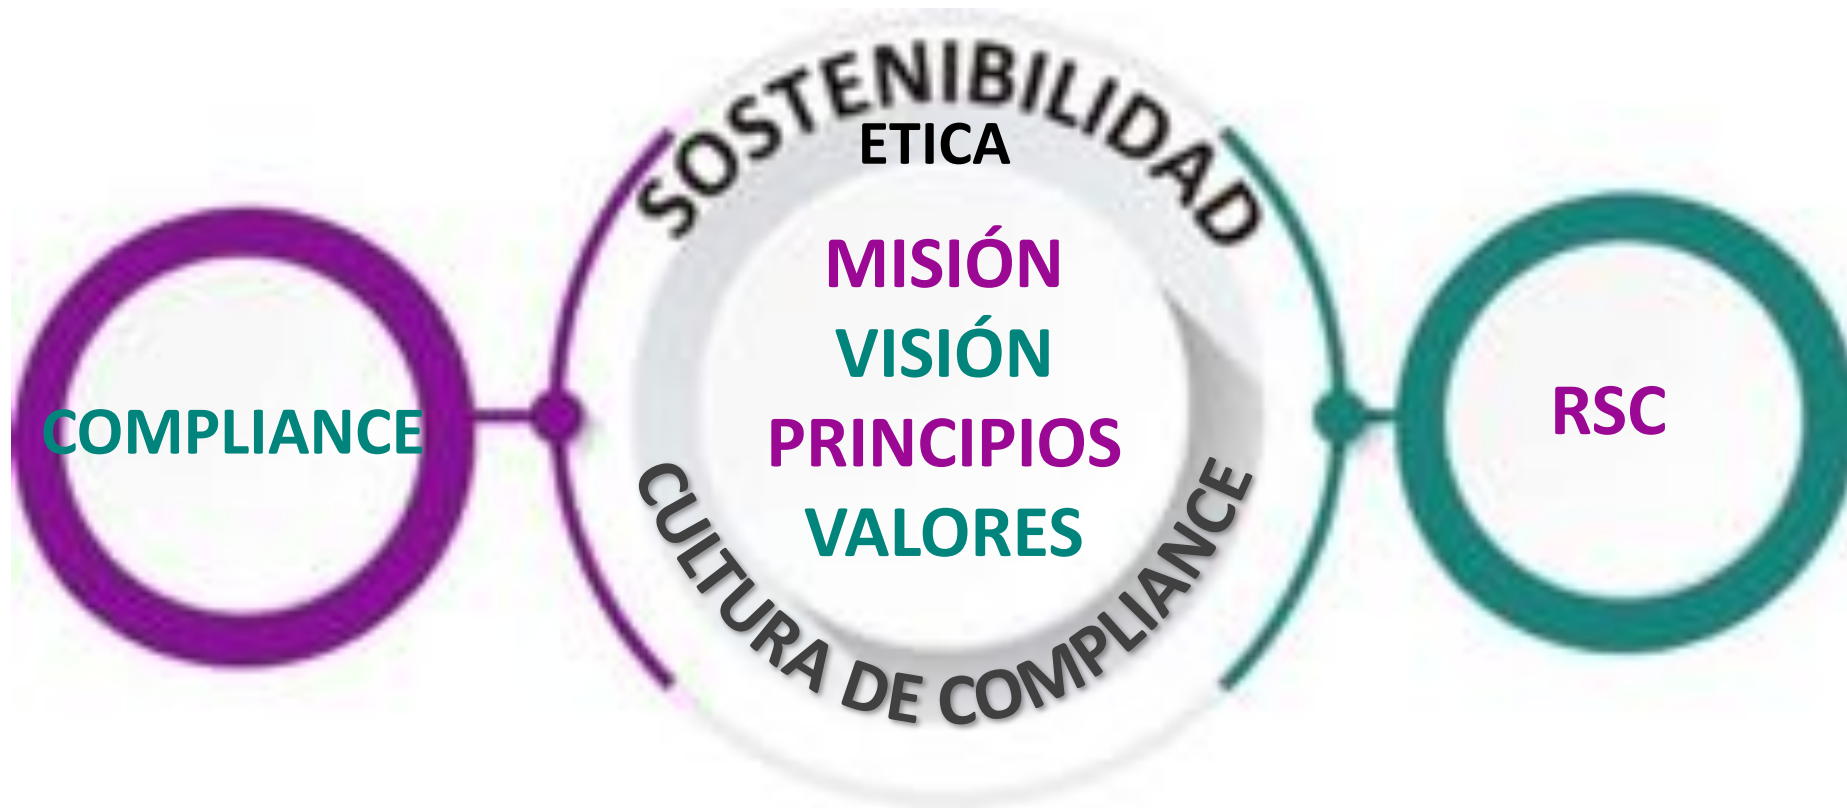 SOSTENIBILIDAD
ETICA
MISIÓN
VISIÓN
PRINCIPIOS
VALORES
CULTURA DE COMPLIANCE
COMPLIANCE
RSC